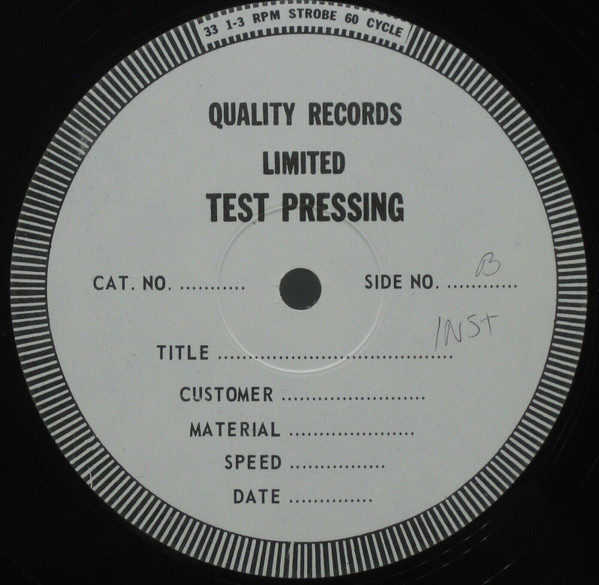 33 1-3 RPM STROBE 60 CYCLE
QUALITY RECORDS
LIMITED
TEST PRESSING
CAT. NO. ........... SIDE NO. ............ B
INST
TITLE .......................................
CUSTOMER ........................
MATERIAL .....................
SPEED ................
DATE ..............